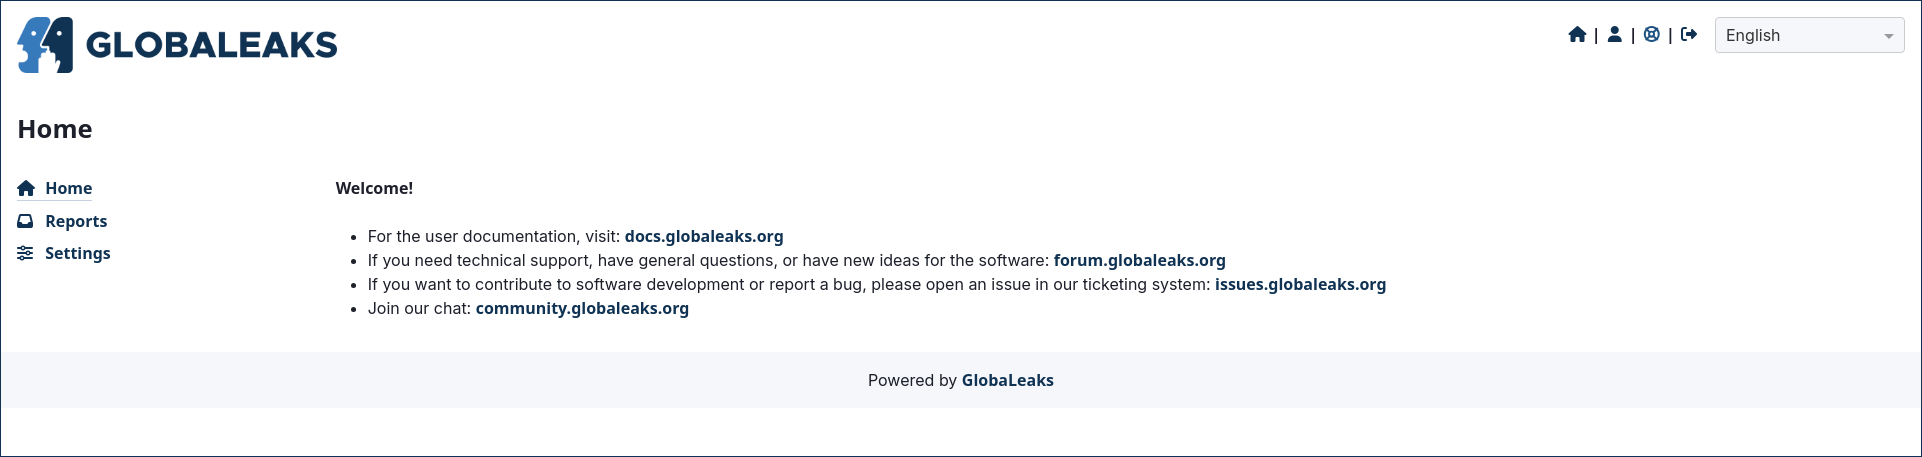 GLOBALEAKS
| | |
English
Home
Home
Reports
Settings
Welcome!
• For the user documentation, visit: docs.globaleaks.org
• If you need technical support, have general questions, or have new ideas for the software: forum.globaleaks.org
• If you want to contribute to software development or report a bug, please open an issue in our ticketing system: issues.globaleaks.org
• Join our chat: community.globaleaks.org
Powered by GlobaLeaks